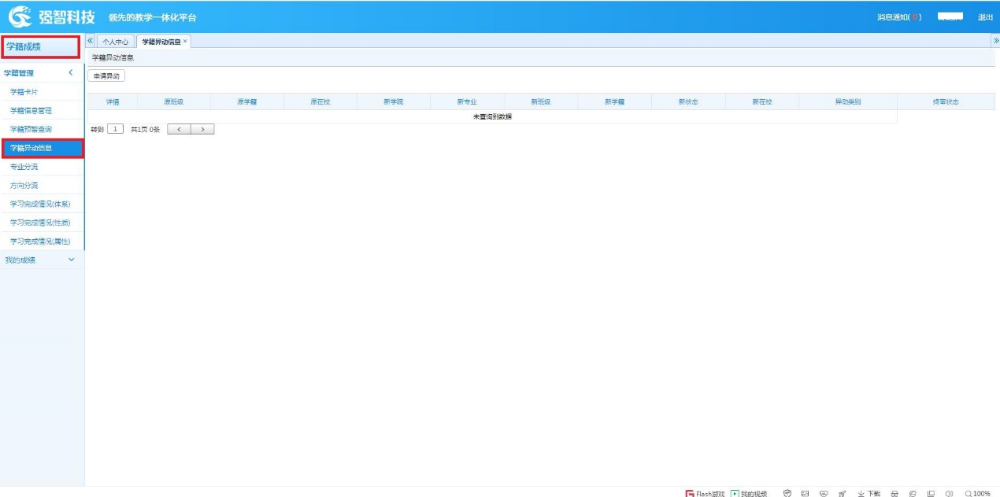 强智科技 领先的教学一体化平台 消息通知(0) 退出
学籍成绩
个人中心 学籍异动信息 ×
学籍异动信息
学籍管理
申请异动
学籍卡片
学籍信息管理
学籍预警查询
学籍异动信息
专业分流
方向分流
学习完成情况(体系)
学习完成情况(性质)
学习完成情况(属性)
我的成绩
详情 原班级 原学籍 原在校 新学院 新专业 新班级 新学籍 新状态 新在校 异动类别 终审状态
未查询到数据
转到 1 共1页 0条 < >
Flash游戏 我的视频 下载 100%